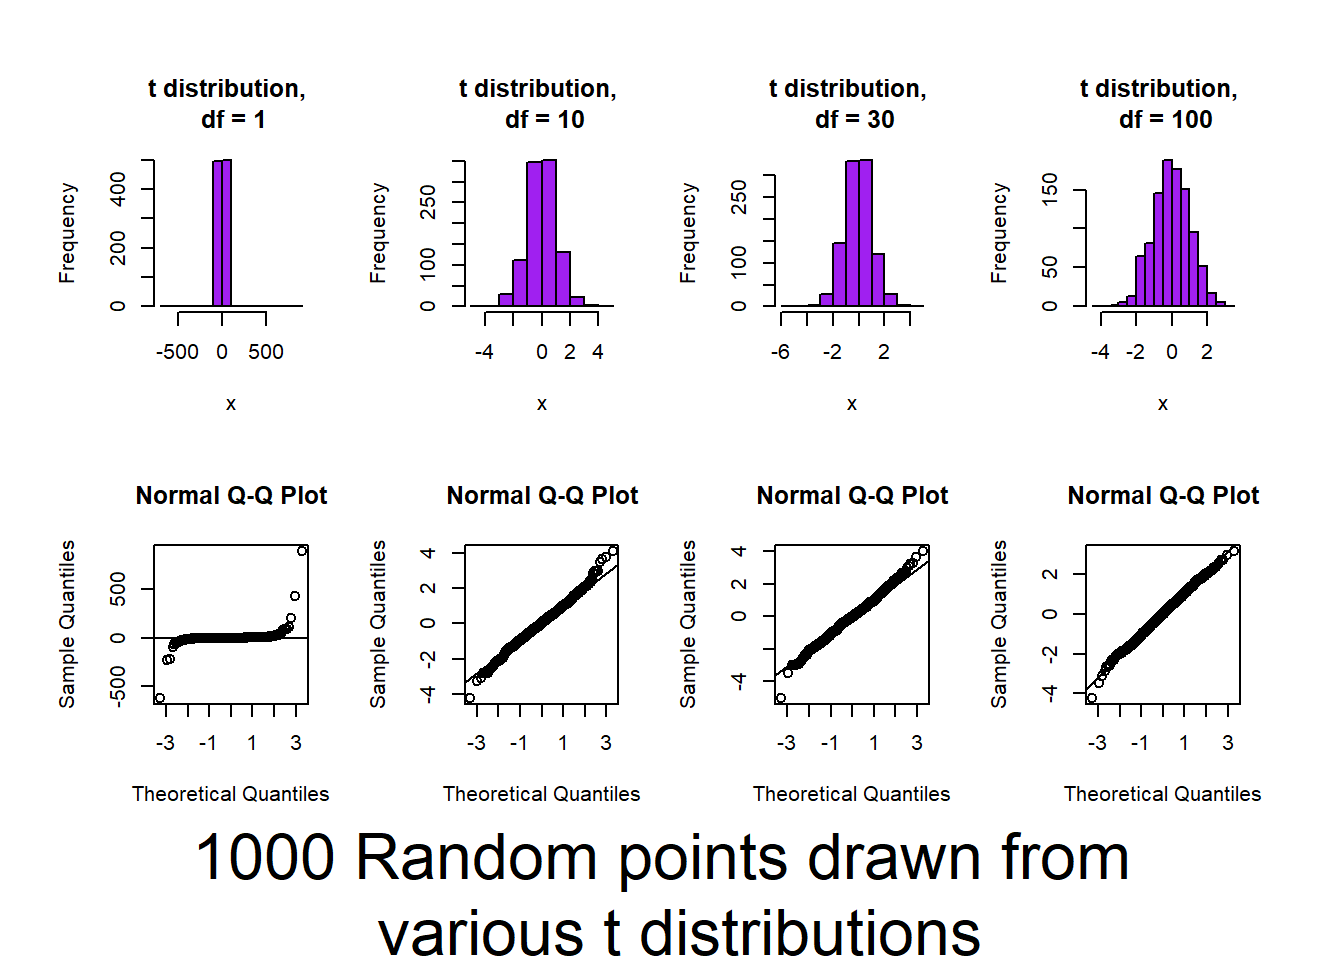 t distribution,
df = 1
t distribution,
df = 10
t distribution,
df = 30
t distribution,
df = 100
Frequency
0
200
400
-500 0 500
x
Frequency
0
100
250
-4 0 2 4
x
Frequency
0
100
250
-6 -2 2
x
Frequency
0
50
150
-4 -2 0 2
x
Normal Q-Q Plot
Normal Q-Q Plot
Normal Q-Q Plot
Normal Q-Q Plot
Sample Quantiles
-500
0
500
-3 -1 1 3
Theoretical Quantiles
Sample Quantiles
-4
-2
0
2
4
-3 -1 1 3
Theoretical Quantiles
Sample Quantiles
-4
0
2
4
-3 -1 1 3
Theoretical Quantiles
Sample Quantiles
-4
-2
0
2
-3 -1 1 3
Theoretical Quantiles
1000 Random points drawn from
various t distributions